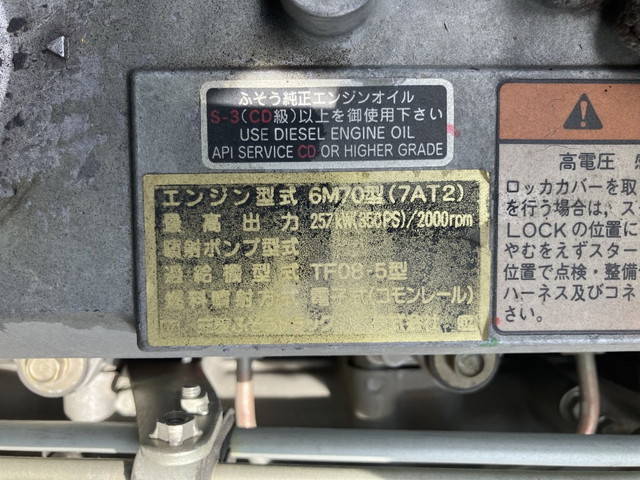 ふそう純正エンジンオイル
S-3(CD級)以上を御使用下さい
USE DIESEL ENGINE OIL
API SERVICE CD OR HIGHER GRADE
エンジン型式 6M70型(7AT2)
最高出力 257kW(350PS)/2000rpm
噴射ポンプ型式
過給機型式 TF08-5型
燃料噴射方式 電子式(コモンレール)
高電圧
ロッカカバーを取
を行う場合は、ス
LOCKの位置に
やむをえずスター
位置で点検・整備
ハーネス及びコネ